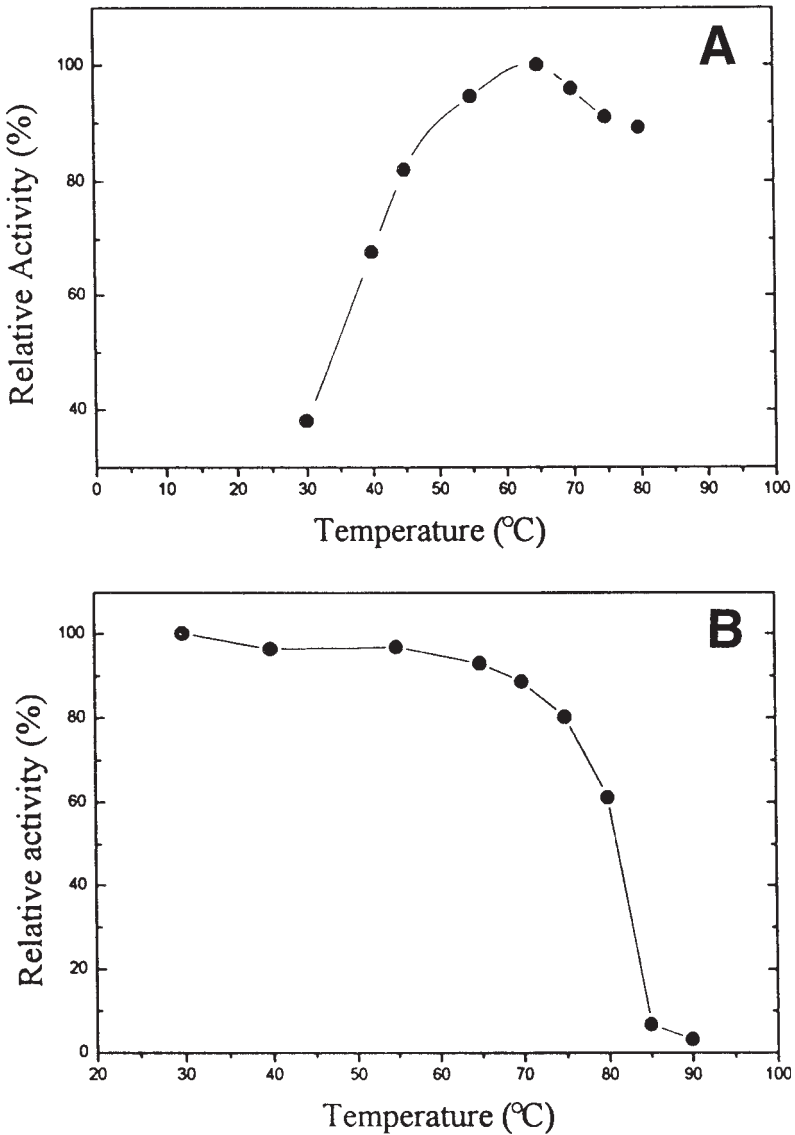 A
Relative Activity (%)
100
80
60
40
0 10 20 30 40 50 60 70 80 90 100
Temperature (°C)
B
Relative activity (%)
100
80
60
40
20
0
20 30 40 50 60 70 80 90 100
Temperature (°C)